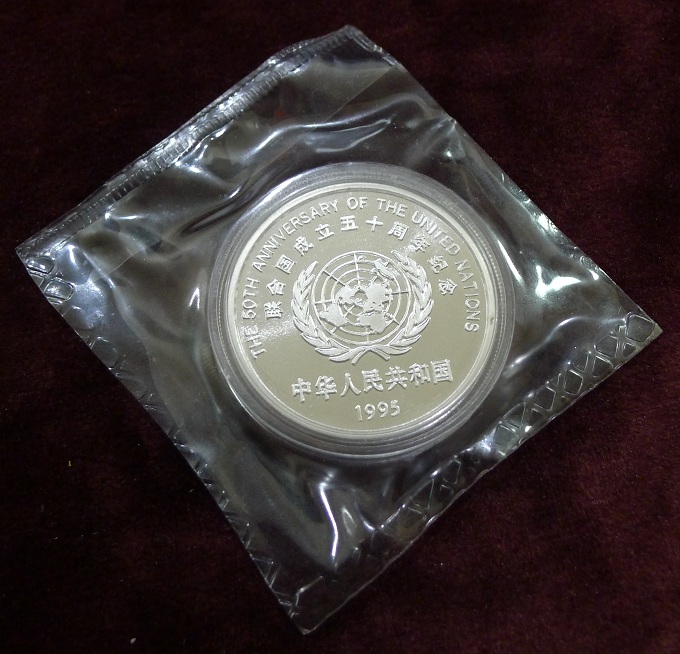 THE 50TH ANNIVERSARY OF THE UNITED NATIONS
联合国成立五十周年纪念
中华人民共和国
1995